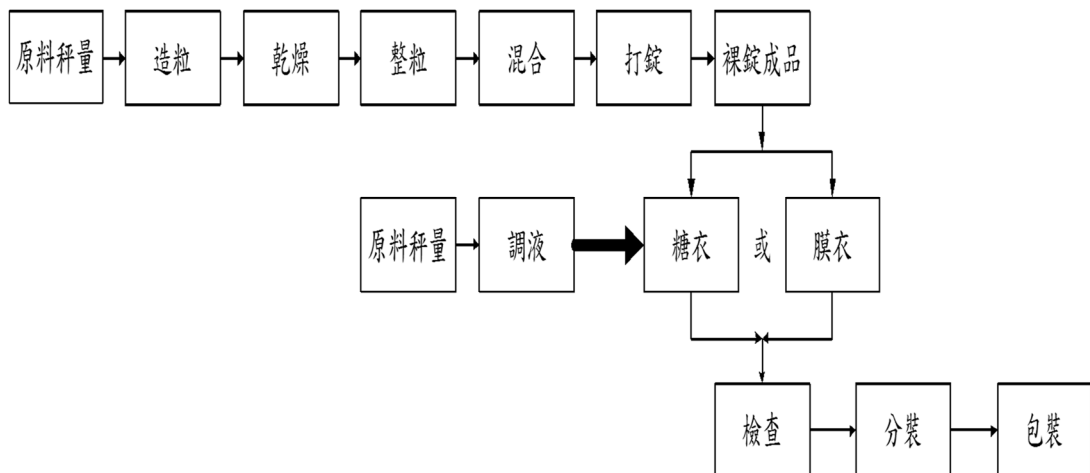 原料秤量
造粒
乾燥
整粒
混合
打錠
裸錠成品
原料秤量
調液
糖衣
或
膜衣
檢查
分裝
包裝